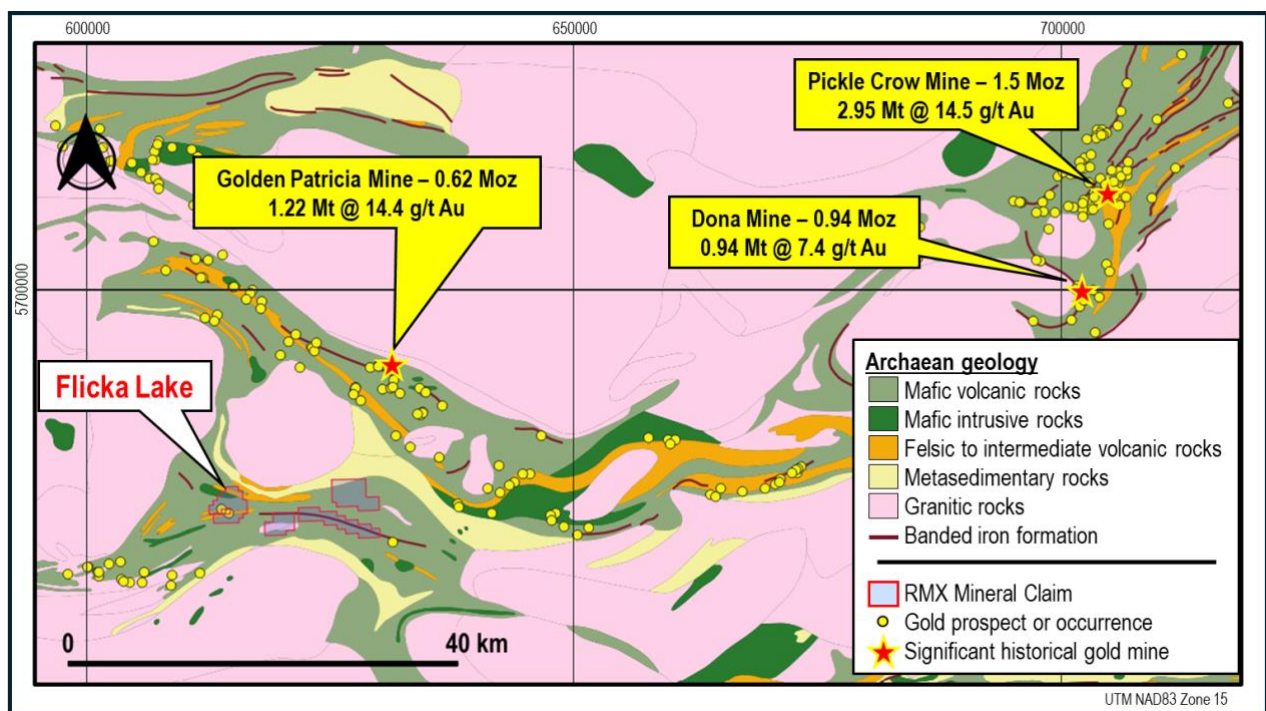 600000
650000
700000
Pickle Crow Mine – 1.5 Moz
2.95 Mt @ 14.5 g/t Au
Golden Patricia Mine – 0.62 Moz
1.22 Mt @ 14.4 g/t Au
Dona Mine – 0.94 Moz
0.94 Mt @ 7.4 g/t Au
5700000
Flicka Lake
Archaean geology
Mafic volcanic rocks
Mafic intrusive rocks
Felsic to intermediate volcanic rocks
Metasedimentary rocks
Granitic rocks
Banded iron formation
RMX Mineral Claim
Gold prospect or occurrence
Significant historical gold mine
0
40 km
UTM NAD83 Zone 15